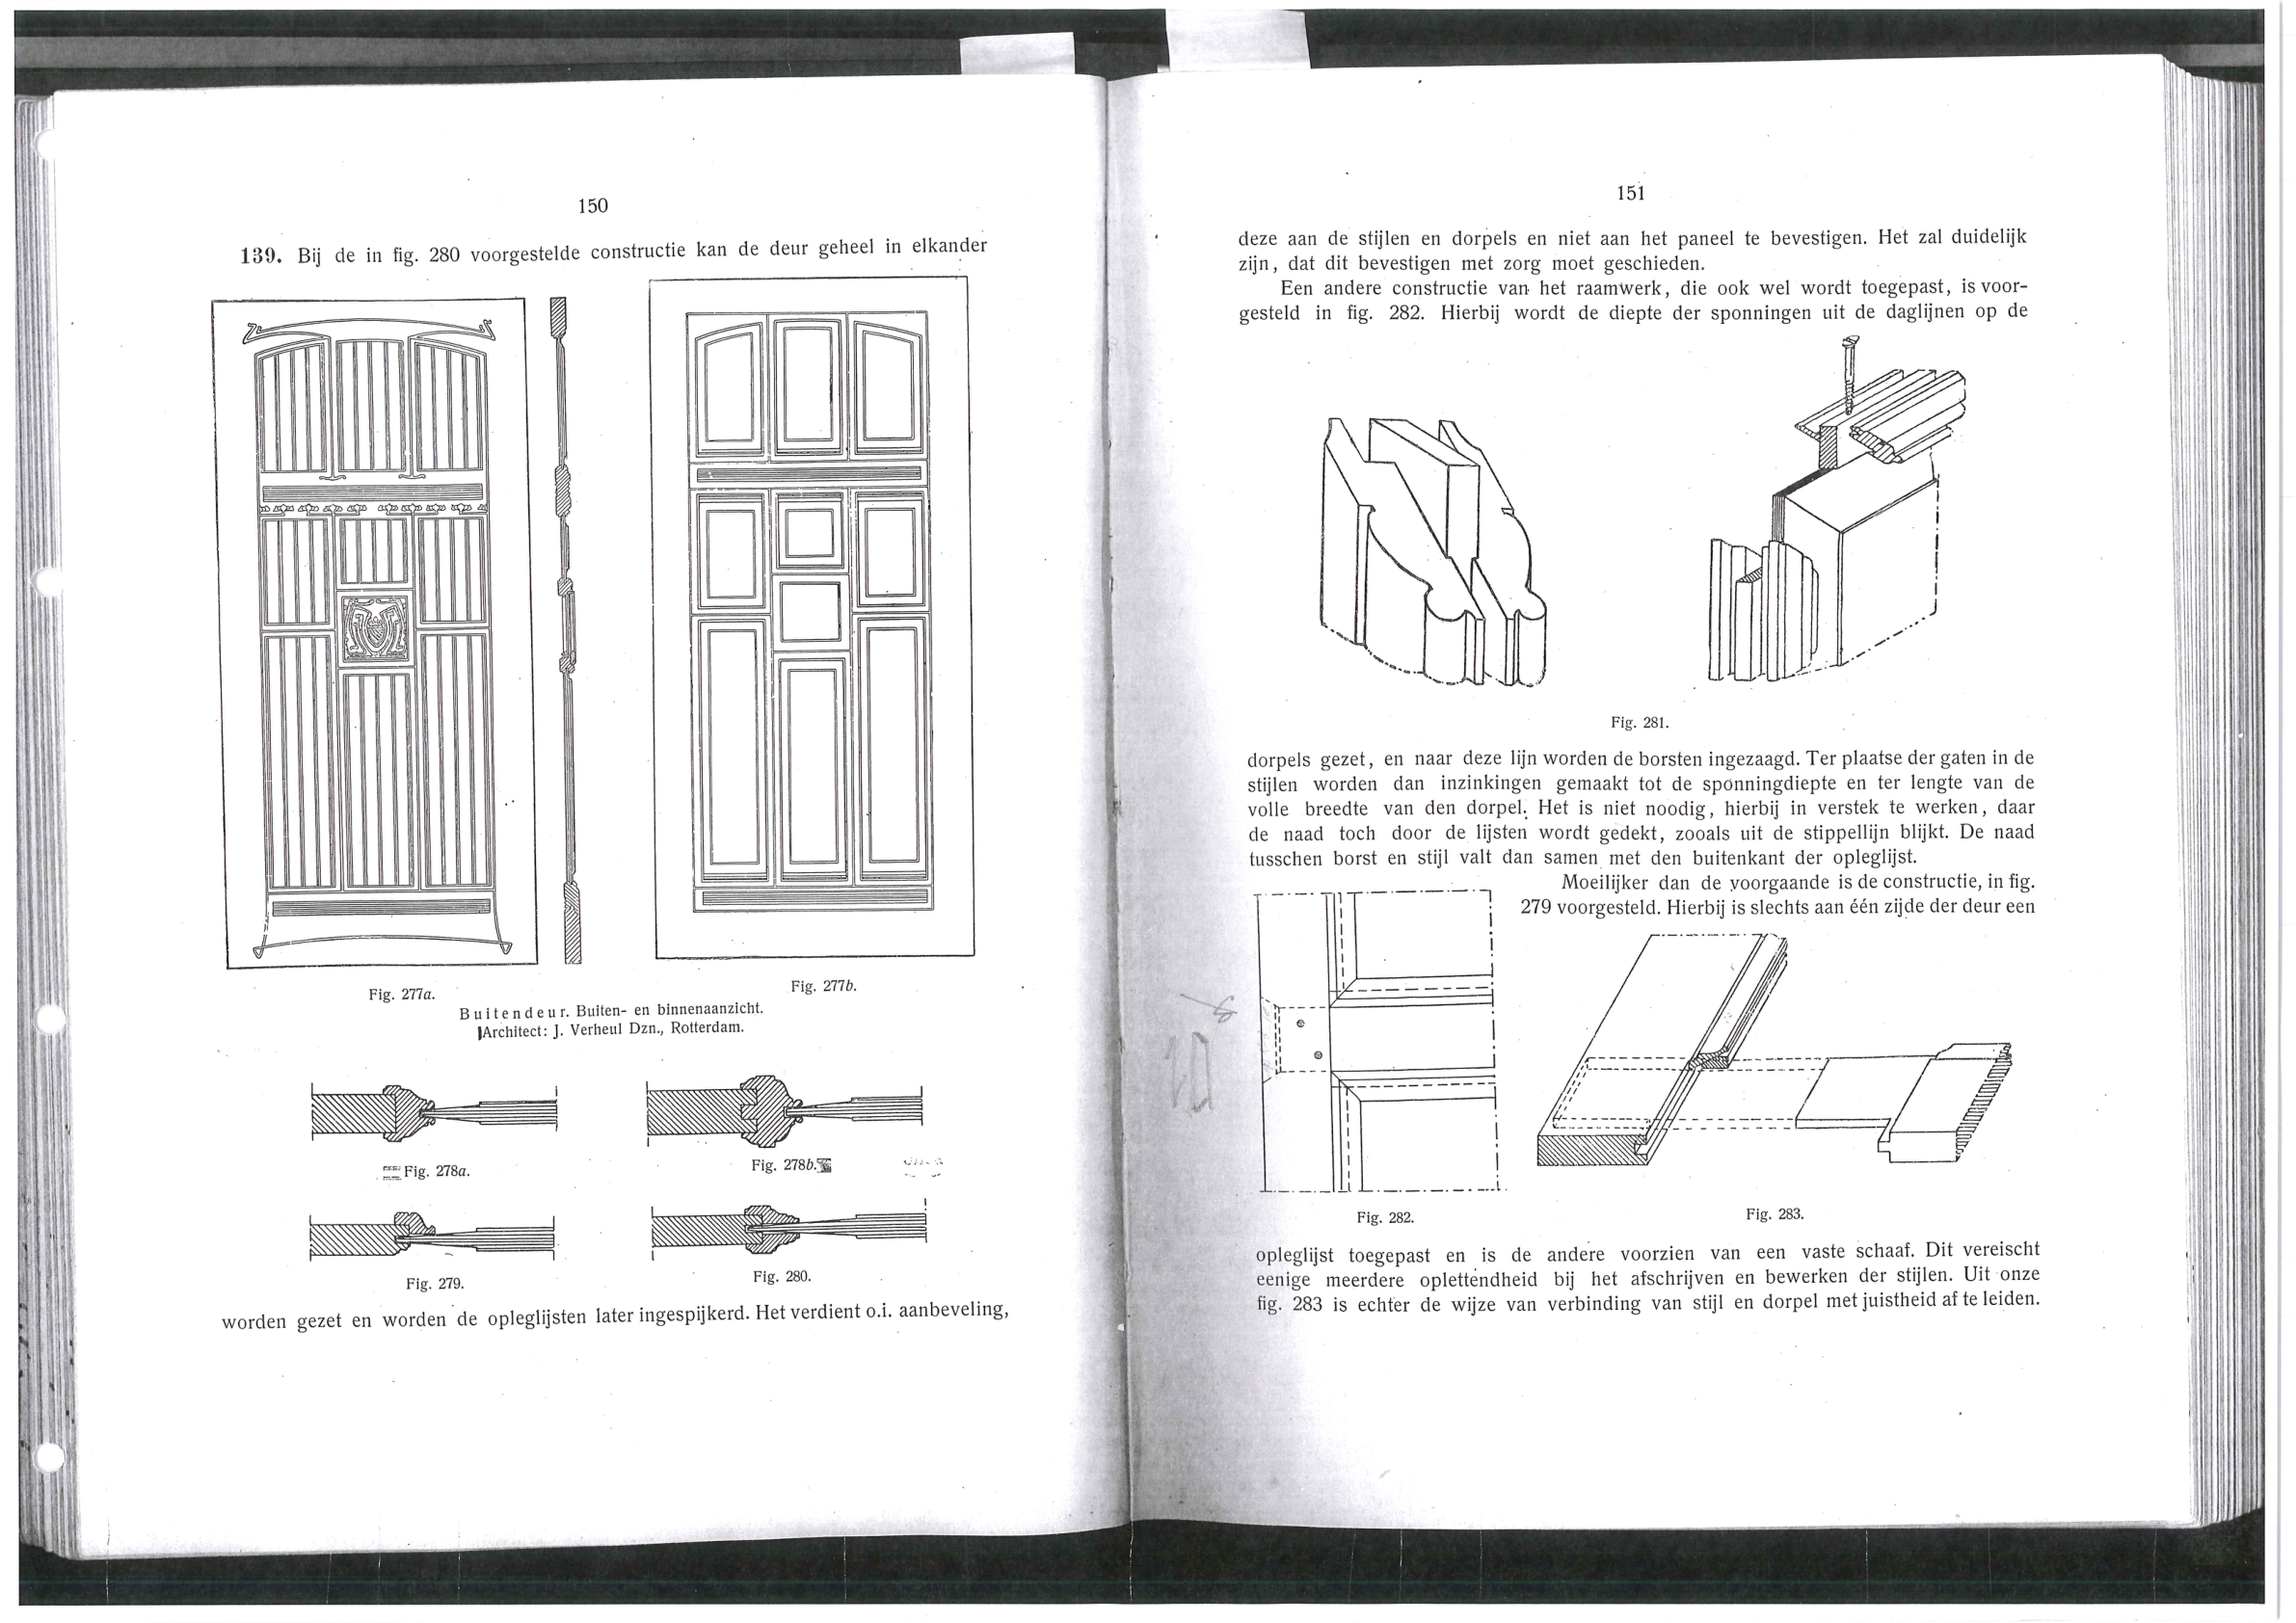 150
139. Bij de in fig. 280 voorgestelde constructie kan de deur geheel in elkander
Fig. 277a.
Fig. 277b.
Buitendeur. Buiten- en binnenaanzicht.
Architect: J. Verheul Dzn., Rotterdam.
Fig. 278a.
Fig. 278b.
Fig. 279.
Fig. 280.
worden gezet en worden de opleglijsten later ingespijkerd. Het verdient o.i. aanbeveling,
151
deze aan de stijlen en dorpels en niet aan het paneel te bevestigen. Het zal duidelijk
zijn, dat dit bevestigen met zorg moet geschieden.
Een andere constructie van het raamwerk, die ook wel wordt toegepast, is voor-
gesteld in fig. 282. Hierbij wordt de diepte der sponningen uit de daglijnen op de
Fig. 281.
dorpels gezet, en naar deze lijn worden de borsten ingezaagd. Ter plaatse der gaten in de
stijlen worden dan inzinkingen gemaakt tot de sponningdiepte en ter lengte van de
volle breedte van den dorpel. Het is niet noodig, hierbij in verstek te werken, daar
de naad toch door de lijsten wordt gedekt, zooals uit de stippellijn blijkt. De naad
tusschen borst en stijl valt dan samen met den buitenkant der opleglijst.
Moeilijker dan de voorgaande is de constructie, in fig.
279 voorgesteld. Hierbij is slechts aan één zijde der deur een
Fig. 282.
Fig. 283.
opleglijst toegepast en is de andere voorzien van een vaste schaaf. Dit vereischt
eenige meerdere oplettendheid bij het afschrijven en bewerken der stijlen. Uit onze
fig. 283 is echter de wijze van verbinding van stijl en dorpel met juistheid af te leiden.